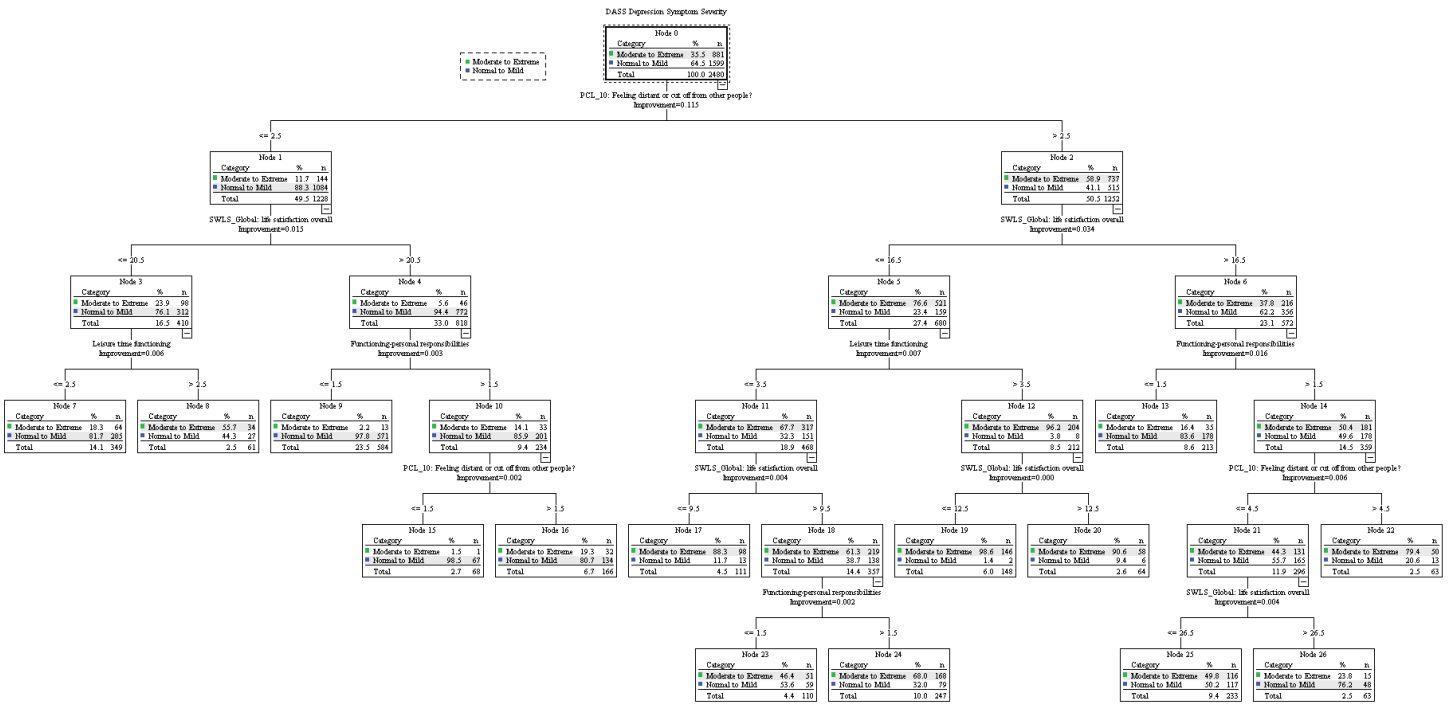 DASS Depression Symptom Severity
Moderate to Extreme
Normal to Mild
Node 0
Category % n
Moderate to Extreme 35.5 881
Normal to Mild 64.5 1599
Total 100.0 2480
PCL_10: Feeling distant or cut off from other people?
Improvement=0.115
<= 2.5
> 2.5
Node 1
Category % n
Moderate to Extreme 11.7 144
Normal to Mild 88.3 1084
Total 49.5 1228
SWLS_Global: life satisfaction overall
Improvement=0.015
Node 2
Category % n
Moderate to Extreme 58.9 737
Normal to Mild 41.1 515
Total 50.5 1252
SWLS_Global: life satisfaction overall
Improvement=0.034
<= 20.5
> 20.5
<= 16.5
> 16.5
Node 3
Category % n
Moderate to Extreme 23.9 98
Normal to Mild 76.1 312
Total 16.5 410
Leisure time functioning
Improvement=0.006
Node 4
Category % n
Moderate to Extreme 5.6 46
Normal to Mild 94.4 772
Total 33.0 818
Functioning-personal responsibilities
Improvement=0.003
Node 5
Category % n
Moderate to Extreme 76.6 521
Normal to Mild 23.4 159
Total 27.4 680
Leisure time functioning
Improvement=0.007
Node 6
Category % n
Moderate to Extreme 37.8 216
Normal to Mild 62.2 356
Total 23.1 572
Functioning-personal responsibilities
Improvement=0.016
<= 2.5
> 2.5
<= 1.5
> 1.5
<= 3.5
> 3.5
<= 1.5
> 1.5
Node 7
Category % n
Moderate to Extreme 18.3 64
Normal to Mild 81.7 285
Total 14.1 349
Node 8
Category % n
Moderate to Extreme 55.7 34
Normal to Mild 44.3 27
Total 2.5 61
Node 9
Category % n
Moderate to Extreme 2.2 13
Normal to Mild 97.8 571
Total 23.5 584
Node 10
Category % n
Moderate to Extreme 14.1 33
Normal to Mild 85.9 201
Total 9.4 234
PCL_10: Feeling distant or cut off from other people?
Improvement=0.002
Node 11
Category % n
Moderate to Extreme 67.7 317
Normal to Mild 32.3 151
Total 18.9 468
SWLS_Global: life satisfaction overall
Improvement=0.004
Node 12
Category % n
Moderate to Extreme 96.2 204
Normal to Mild 3.8 8
Total 8.5 212
SWLS_Global: life satisfaction overall
Improvement=0.000
Node 13
Category % n
Moderate to Extreme 16.4 35
Normal to Mild 83.6 178
Total 8.6 213
Node 14
Category % n
Moderate to Extreme 50.4 181
Normal to Mild 49.6 178
Total 14.5 359
PCL_10: Feeling distant or cut off from other people?
Improvement=0.006
<= 1.5
> 1.5
<= 9.5
> 9.5
<= 12.5
> 12.5
<= 4.5
> 4.5
Node 15
Category % n
Moderate to Extreme 1.5 1
Normal to Mild 98.5 67
Total 2.7 68
Node 16
Category % n
Moderate to Extreme 19.3 32
Normal to Mild 80.7 134
Total 6.7 166
Node 17
Category % n
Moderate to Extreme 88.3 98
Normal to Mild 11.7 13
Total 4.5 111
Node 18
Category % n
Moderate to Extreme 61.3 219
Normal to Mild 38.7 138
Total 14.4 357
Functioning-personal responsibilities
Improvement=0.002
Node 19
Category % n
Moderate to Extreme 98.6 146
Normal to Mild 1.4 2
Total 6.0 148
Node 20
Category % n
Moderate to Extreme 90.6 58
Normal to Mild 9.4 6
Total 2.6 64
Node 21
Category % n
Moderate to Extreme 44.3 131
Normal to Mild 55.7 165
Total 11.9 296
SWLS_Global: life satisfaction overall
Improvement=0.004
Node 22
Category % n
Moderate to Extreme 79.4 50
Normal to Mild 20.6 13
Total 2.5 63
<= 1.5
> 1.5
<= 26.5
> 26.5
Node 23
Category % n
Moderate to Extreme 46.4 51
Normal to Mild 53.6 59
Total 4.4 110
Node 24
Category % n
Moderate to Extreme 68.0 168
Normal to Mild 32.0 79
Total 10.0 247
Node 25
Category % n
Moderate to Extreme 49.8 116
Normal to Mild 50.2 117
Total 9.4 233
Node 26
Category % n
Moderate to Extreme 23.8 15
Normal to Mild 76.2 48
Total 2.5 63